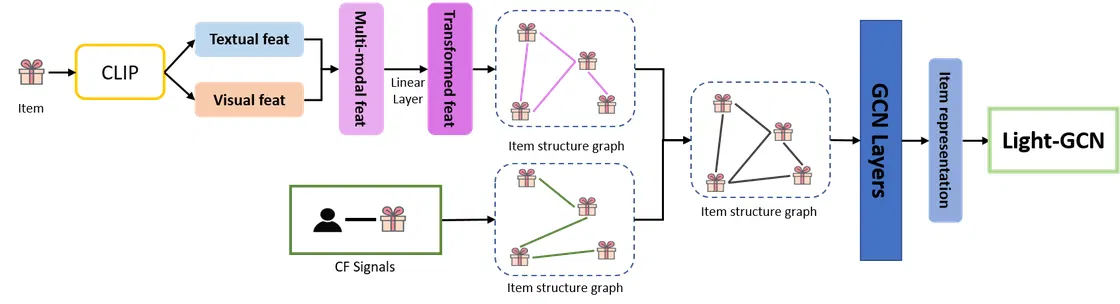 Item
CLIP
Textual feat
Visual feat
Multi-modal feat
Linear
Layer
Transformed feat
Item structure graph
CF Signals
Item structure graph
Item structure graph
GCN Layers
Item representation
Light-GCN